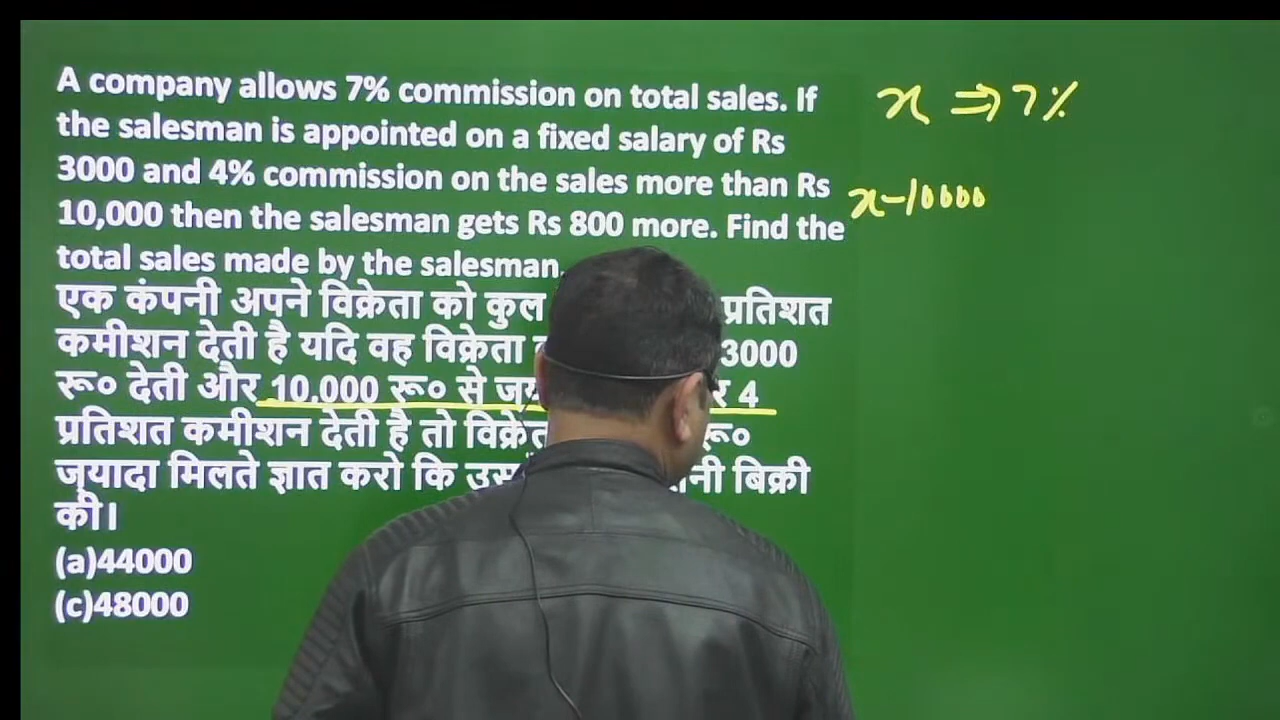 A company allows 7% commission on total sales. If
the salesman is appointed on a fixed salary of Rs
3000 and 4% commission on the sales more than Rs
10,000 then the salesman gets Rs 800 more. Find the
total sales made by the salesman.
एक कंपनी अपने विक्रेता को कुल प्रतिशत
कमीशन देती है यदि वह विक्रेता 3000
रू० देती और 10,000 रू० से 4
प्रतिशत कमीशन देती है तो रू०
ज्यादा मिलते ज्ञात करो कि बिक्री
की।
(a)44000
(c)48000
x ⇒ 7%
x-10000